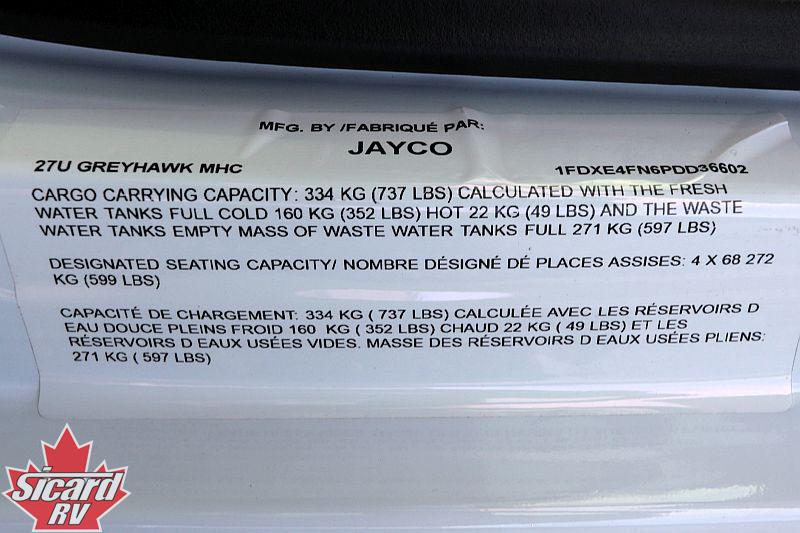 MFG. BY /FABRIQUÉ PAR:
JAYCO
27U GREYHAWK MHC 1FDXE4FN6PDD36602
CARGO CARRYING CAPACITY: 334 KG (737 LBS) CALCULATED WITH THE FRESH
WATER TANKS FULL COLD 160 KG (352 LBS) HOT 22 KG (49 LBS) AND THE WASTE
WATER TANKS EMPTY MASS OF WASTE WATER TANKS FULL 271 KG (597 LBS)
DESIGNATED SEATING CAPACITY/ NOMBRE DÉSIGNÉ DÉ PLACES ASSISES: 4 X 68 272
KG (599 LBS)
CAPACITÉ DE CHARGEMENT: 334 KG ( 737 LBS) CALCULÉE AVEC LES RÉSERVOIRS D
EAU DOUCE PLEINS FROID 160 KG ( 352 LBS) CHAUD 22 KG ( 49 LBS) ET LES
RÉSERVOIRS D EAUX USÉES VIDES. MASSE DES RÉSERVOIRS D EAUX USÉES PLIENS:
271 KG ( 597 LBS)
Sicard
RV